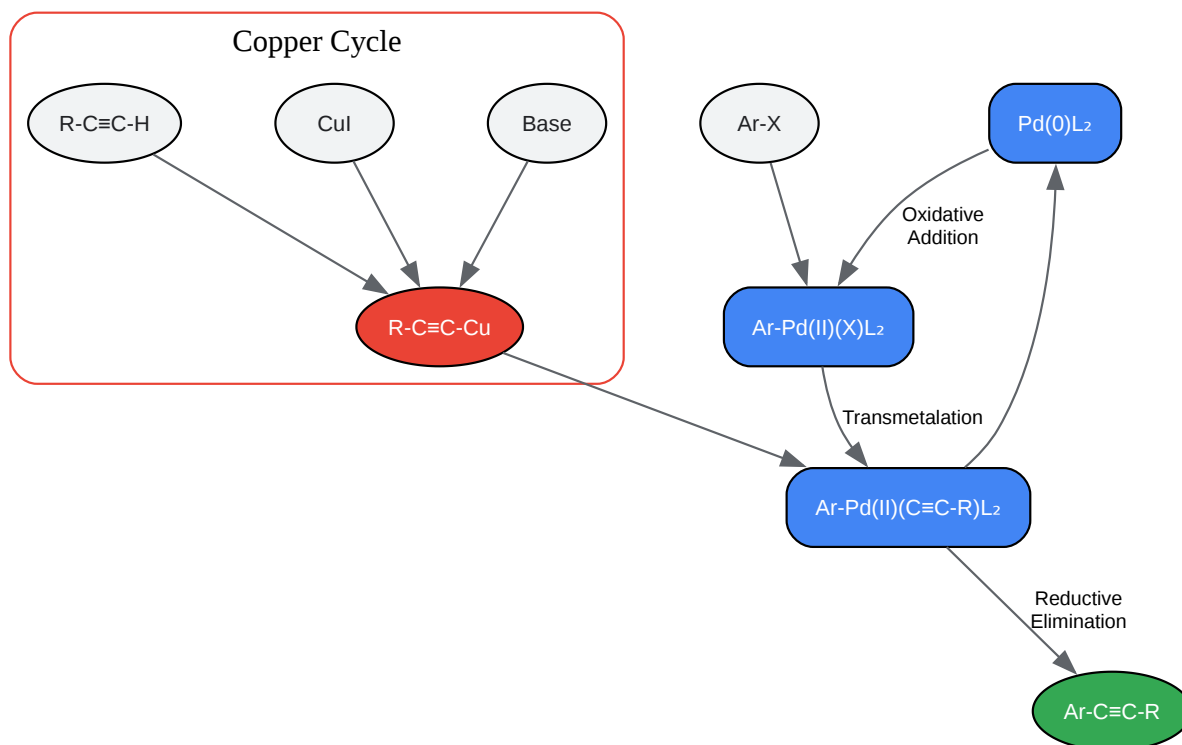 Copper Cycle
R-C≡C-H
CuI
Base
Ar-X
Pd(0)L₂
Oxidative
Addition
R-C≡C-Cu
Ar-Pd(II)(X)L₂
Transmetalation
Ar-Pd(II)(C≡C-R)L₂
Reductive
Elimination
Ar-C≡C-R